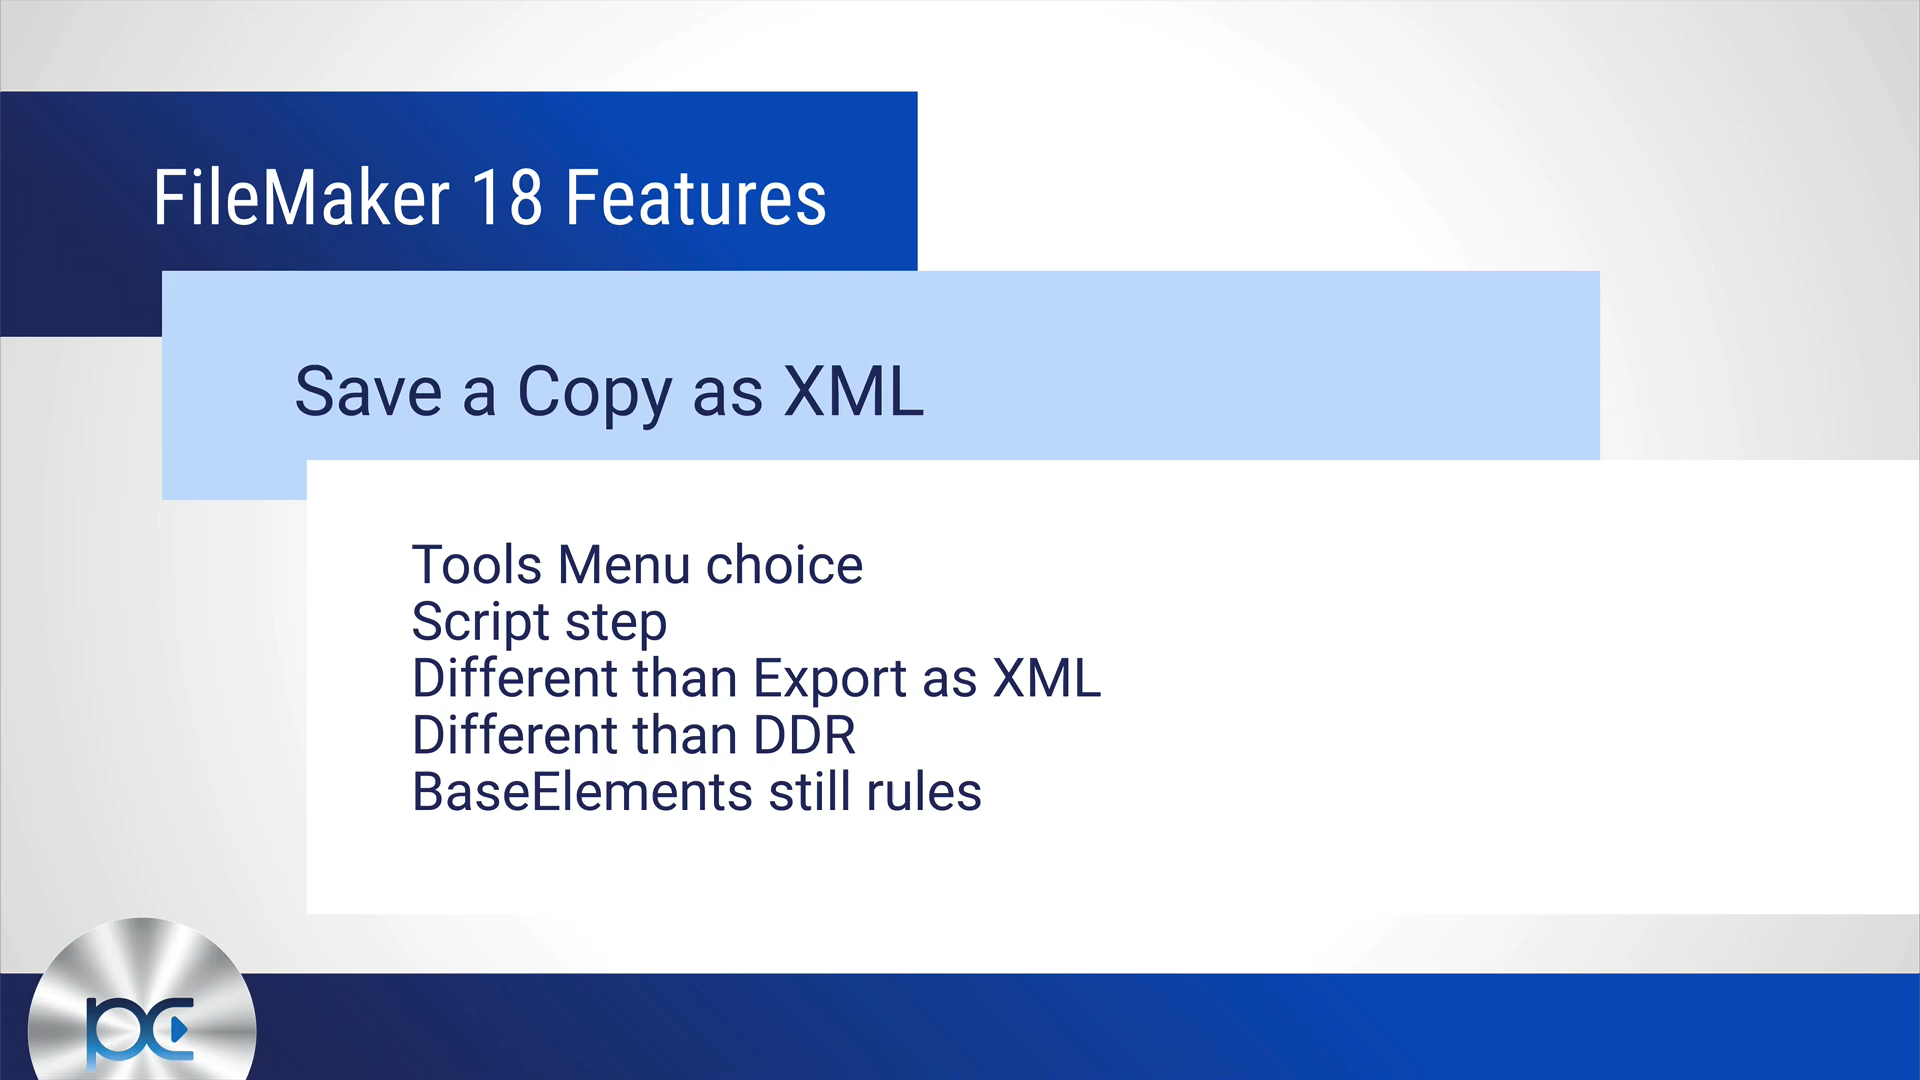 FileMaker 18 Features
Save a Copy as XML
Tools Menu choice
Script step
Different than Export as XML
Different than DDR
BaseElements still rules
pc